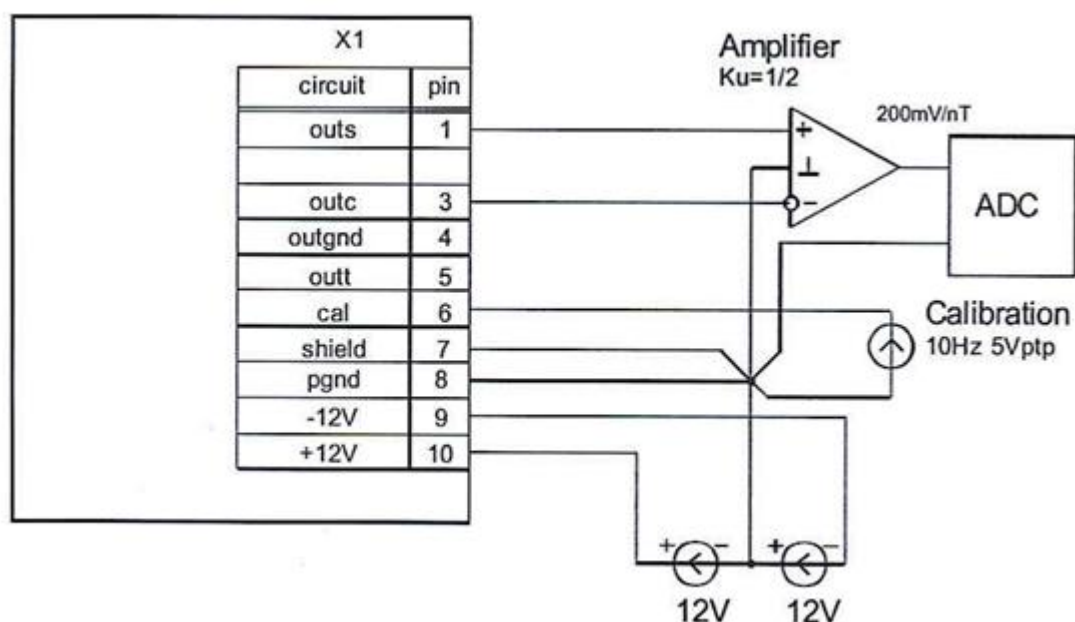 X1
circuit pin
outs 1
outc 3
outgnd 4
outt 5
cal 6
shield 7
pgnd 8
-12V 9
+12V 10
Amplifier
Ku=1/2
+
⊥
-
200mV/nT
ADC
Calibration
10Hz 5Vptp
+ - + -
12V 12V